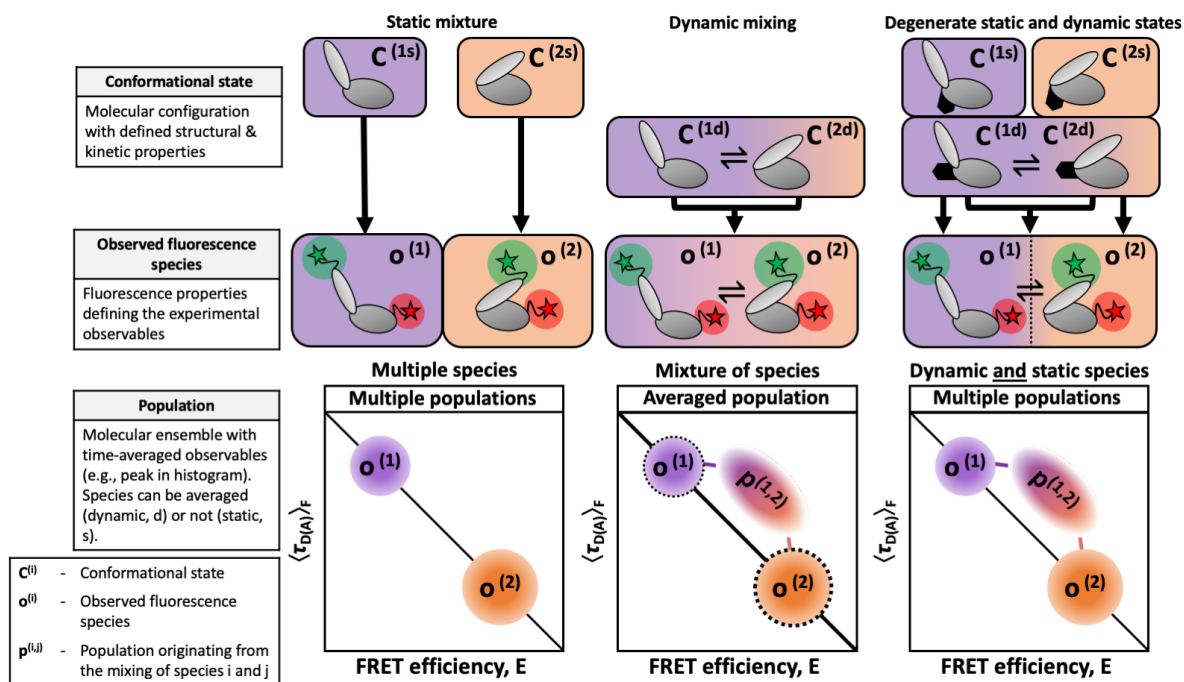 Static mixture
Dynamic mixing
Degenerate static and dynamic states
Conformational state
Molecular configuration
with defined structural &
kinetic properties
C(1s)
C(2s)
C(1d)
C(2d)
C(1s)
C(2s)
C(1d)
C(2d)
Observed fluorescence
species
Fluorescence properties
defining the experimental
observables
o(1)
o(2)
o(1)
o(2)
o(1)
o(2)
Multiple species
Mixture of species
Dynamic and static species
Population
Molecular ensemble with
time-averaged observables
(e.g., peak in histogram).
Species can be averaged
(dynamic, d) or not (static,
s).
Multiple populations
o(1)
o(2)
⟨τD(A)⟩F
FRET efficiency, E
Averaged population
o(1)
p(1,2)
o(2)
⟨τD(A)⟩F
FRET efficiency, E
Multiple populations
o(1)
p(1,2)
o(2)
⟨τD(A)⟩F
FRET efficiency, E
C(i) - Conformational state
o(i) - Observed fluorescence
species
p(i,j) - Population originating from
the mixing of species i and j